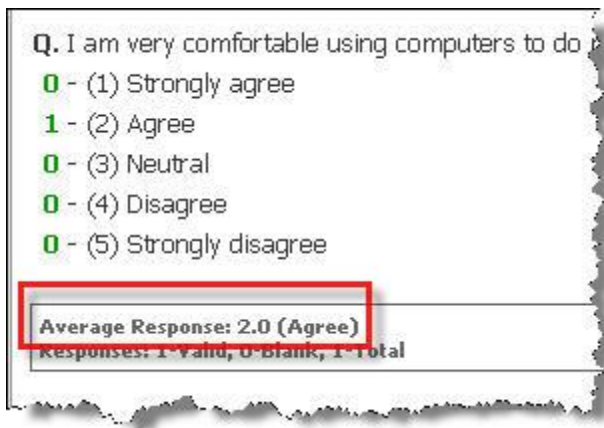 Q. I am very comfortable using computers to do
0 - (1) Strongly agree
1 - (2) Agree
0 - (3) Neutral
0 - (4) Disagree
0 - (5) Strongly disagree
Average Response: 2.0 (Agree)
Responses: 1-Valid, 0-Blank, 1-Total